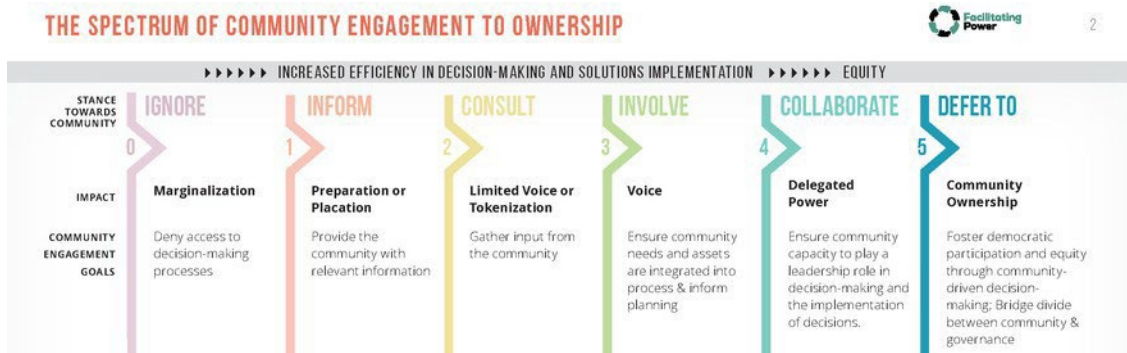 THE SPECTRUM OF COMMUNITY ENGAGEMENT TO OWNERSHIP
Facilitating
Power
2
INCREASED EFFICIENCY IN DECISION-MAKING AND SOLUTIONS IMPLEMENTATION EQUITY
STANCE
TOWARDS
COMMUNITY
IGNORE
INFORM
CONSULT
INVOLVE
COLLABORATE
DEFER TO
0
1
2
3
4
5
IMPACT
Marginalization
Preparation or
Placation
Limited Voice or
Tokenization
Voice
Delegated
Power
Community
Ownership
COMMUNITY
ENGAGEMENT
GOALS
Deny access to
decision-making
processes
Provide the
community with
relevant information
Gather input from
the community
Ensure community
needs and assets
are integrated into
process & inform
planning
Ensure community
capacity to play a
leadership role in
decision-making and
the implementation
of decisions.
Foster democratic
participation and equity
through community-
driven decision-
making; Bridge divide
between community &
governance